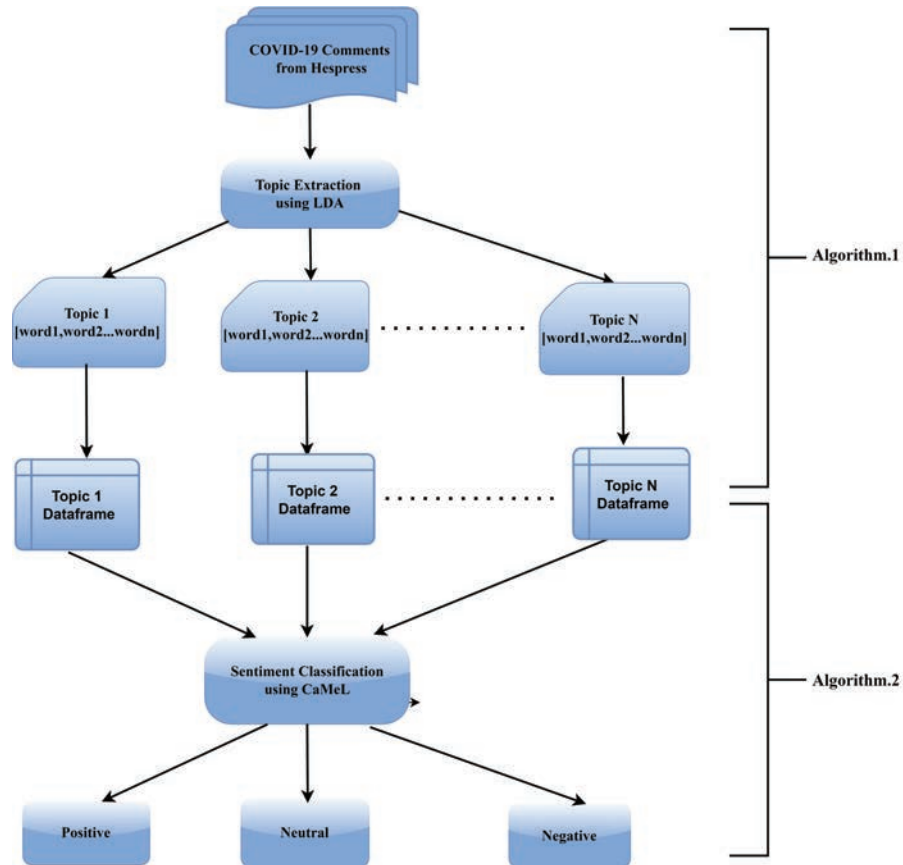 COVID-19 Comments
from Hespress
Topic Extraction
using LDA
Algorithm.1
Topic 1
[word1,word2...wordn]
Topic 2
[word1,word2...wordn]
Topic N
[word1,word2...wordn]
Topic 1
Dataframe
Topic 2
Dataframe
Topic N
Dataframe
Sentiment Classification
using CaMeL
Algorithm.2
Positive
Neutral
Negative